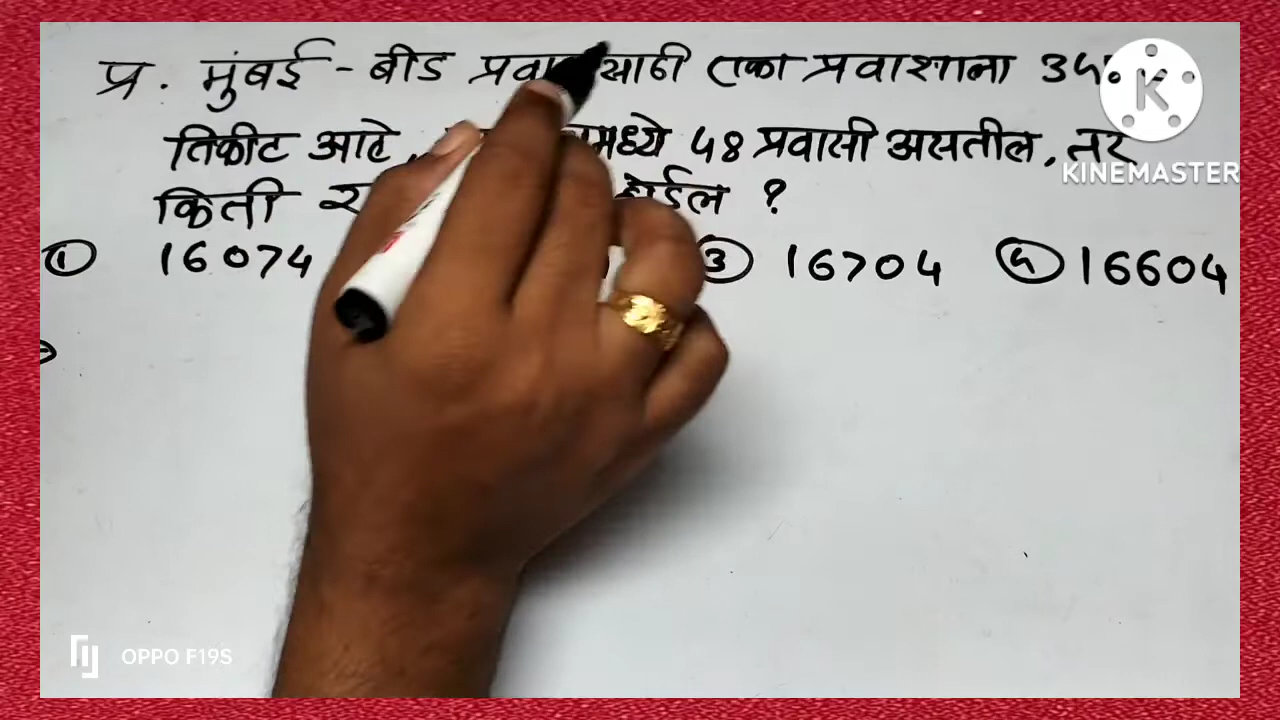 प्र. मुंबई - बीड प्रवासासाठी एका प्रवाशाला
तिकीट आहे, मध्ये 48 प्रवासी असतील, तर
किती होईल ?
① 16074 ③ 16704 ④ 16604
KINEMASTER
OPPO F19S